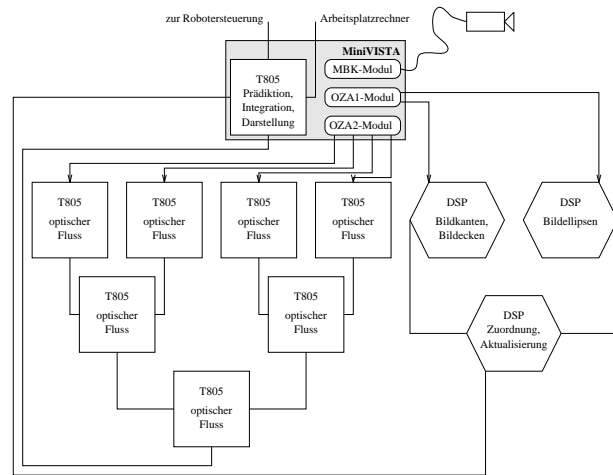 zur Robotersteuerung
Arbeitsplatzrechner
MiniVISTA
T805
Prädiktion,
Integration,
Darstellung
MBK-Modul
OZA1-Modul
OZA2-Modul
T805
optischer
Fluss
T805
optischer
Fluss
T805
optischer
Fluss
T805
optischer
Fluss
DSP
Bildkanten,
Bildecken
DSP
Bildellipsen
T805
optischer
Fluss
T805
optischer
Fluss
DSP
Zuordnung,
Aktualisierung
T805
optischer
Fluss